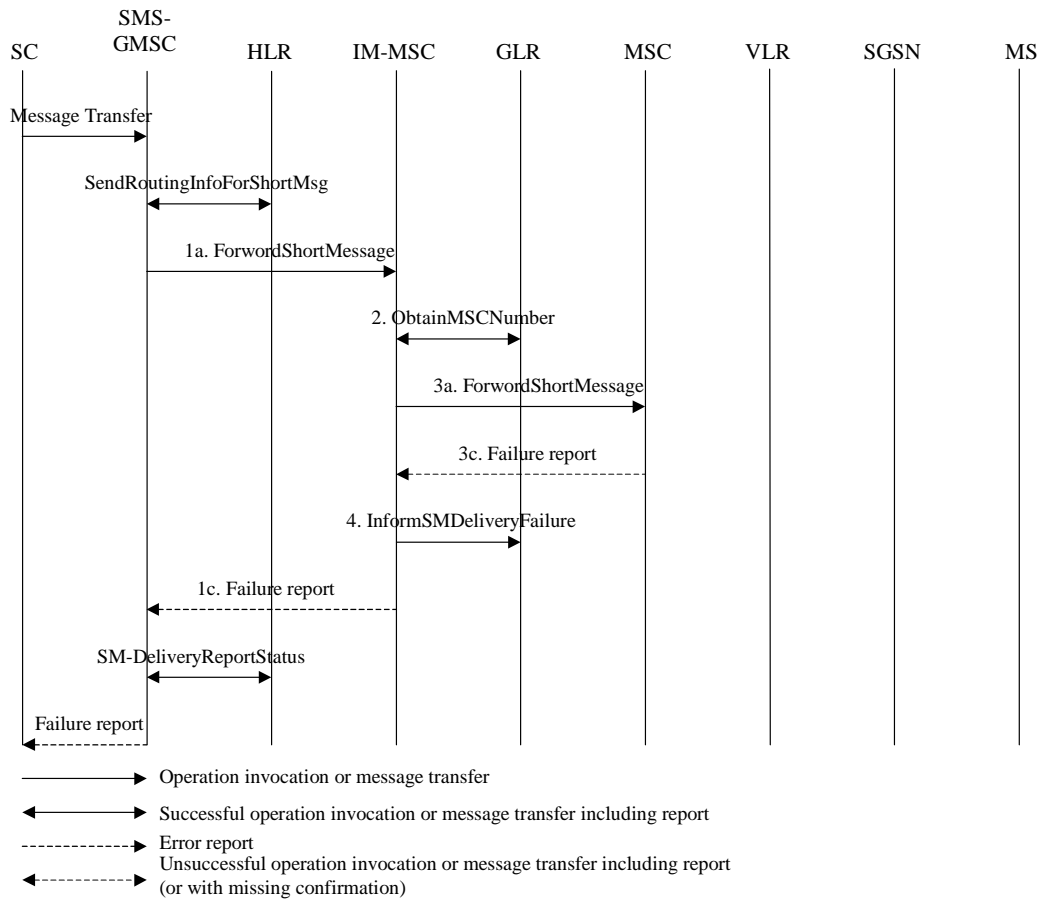 SMS-
GMSC
SC HLR IM-MSC GLR MSC VLR SGSN MS
Message Transfer
SendRoutingInfoForShortMsg
1a. ForwordShortMessage
2. ObtainMSCNumber
3a. ForwordShortMessage
3c. Failure report
4. InformSMDeliveryFailure
1c. Failure report
SM-DeliveryReportStatus
Failure report
Operation invocation or message transfer
Successful operation invocation or message transfer including report
Error report
Unsuccessful operation invocation or message transfer including report
(or with missing confirmation)